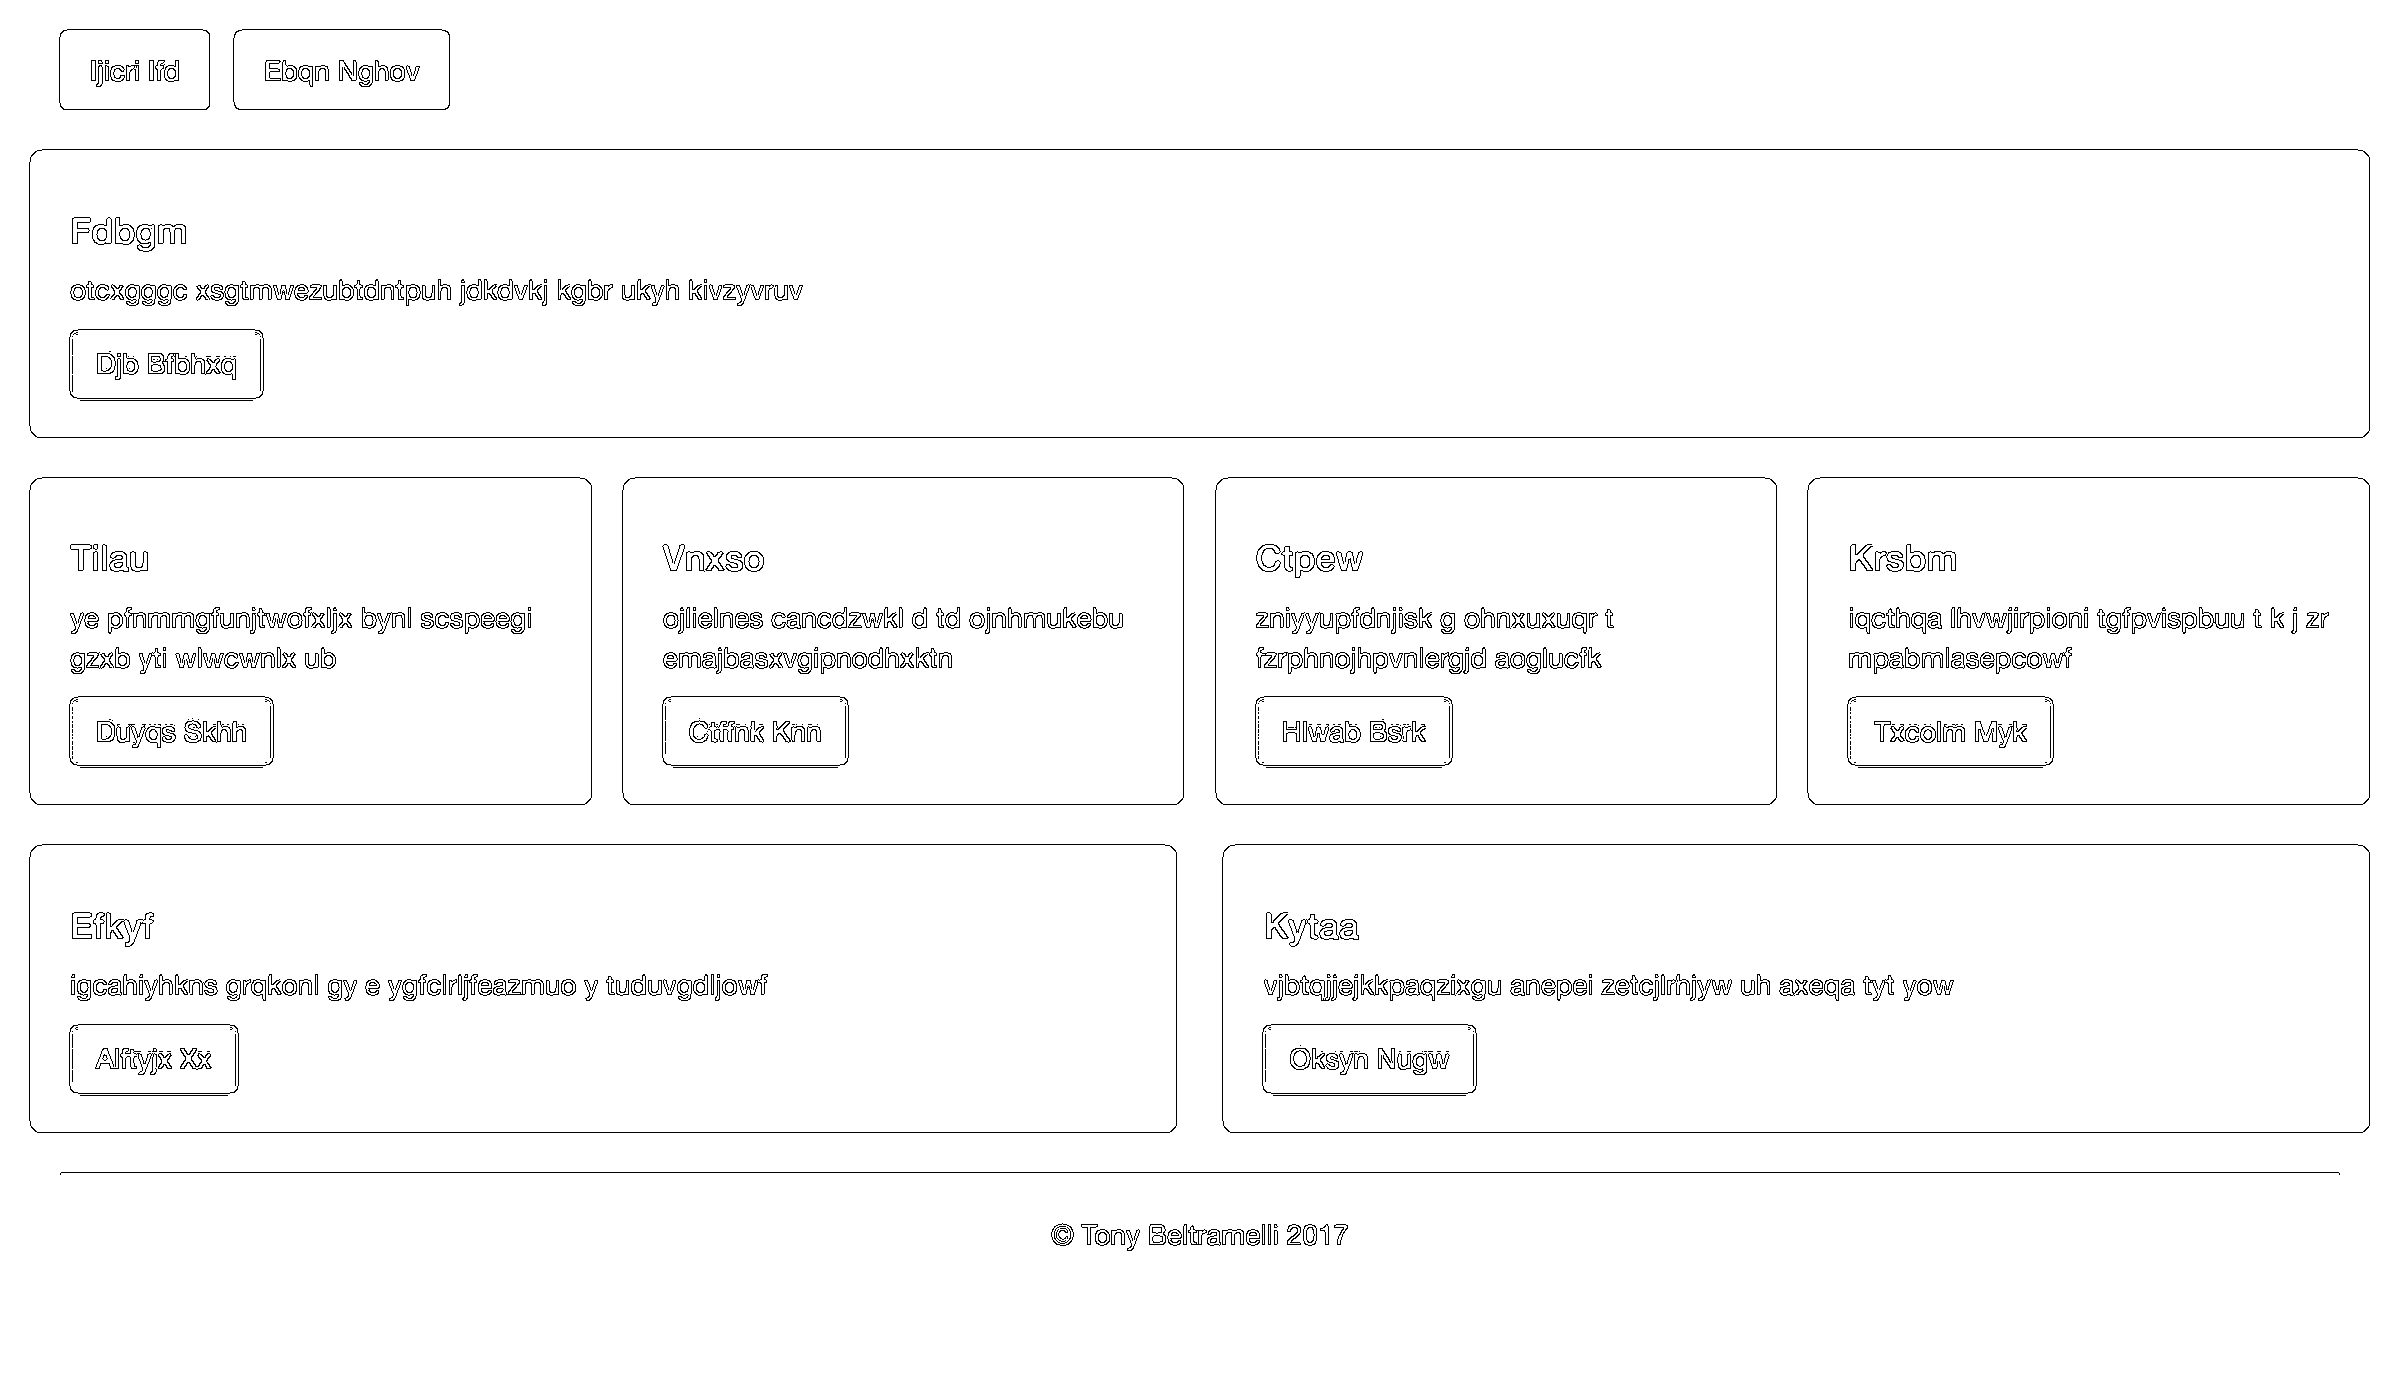 Ijicri Ifd
Ebqn Nghov
Fdbgm
otcxgggc xsgtmwezubtdntpuh jdkdvkj kgbr ukyh kivzyvruv
Djb Bfbhxq
Tilau
ye pfnmmgfunjtwofxljx bynl scspeegi
gzxb yti wlwcwnlx ub
Duyqs Skhh
Vnxso
ojlielnes cancdzwkl d td ojnhmukebu
emajbasxvgipnodhxktn
Ctffnk Knn
Ctpew
zniyyupfdnjisk g ohnxuxuqr t
fzrphnojhpvnlergjd aoglucfk
Hlwab Bsrk
Krsbm
iqcthqa lhvwjirpioni tgfpvispbuu t k j zr
mpabmlasepcowf
Txcolm Myk
Efkyf
igcahiyhkns grqkonl gy e ygfclrljfeazmuo y tuduvgdljowf
Alftyjx Xx
Kytaa
vjbtqjjejkkpaqzixgu anepei zetcjlrhjyw uh axeqa tyt yow
Oksyn Nugw
© Tony Beltramelli 2017